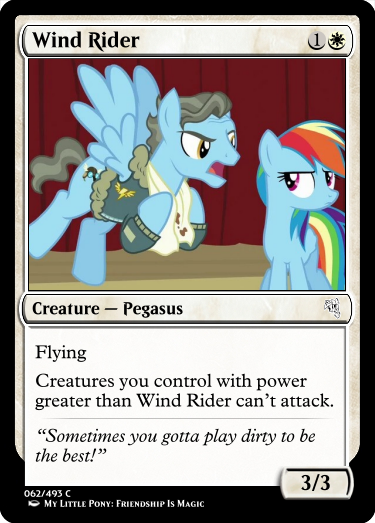 Wind Rider
1
Creature — Pegasus
Flying
Creatures you control with power
greater than Wind Rider can't attack.
“Sometimes you gotta play dirty to be
the best!”
3/3
062/493 C
My Little Pony: Friendship Is Magic